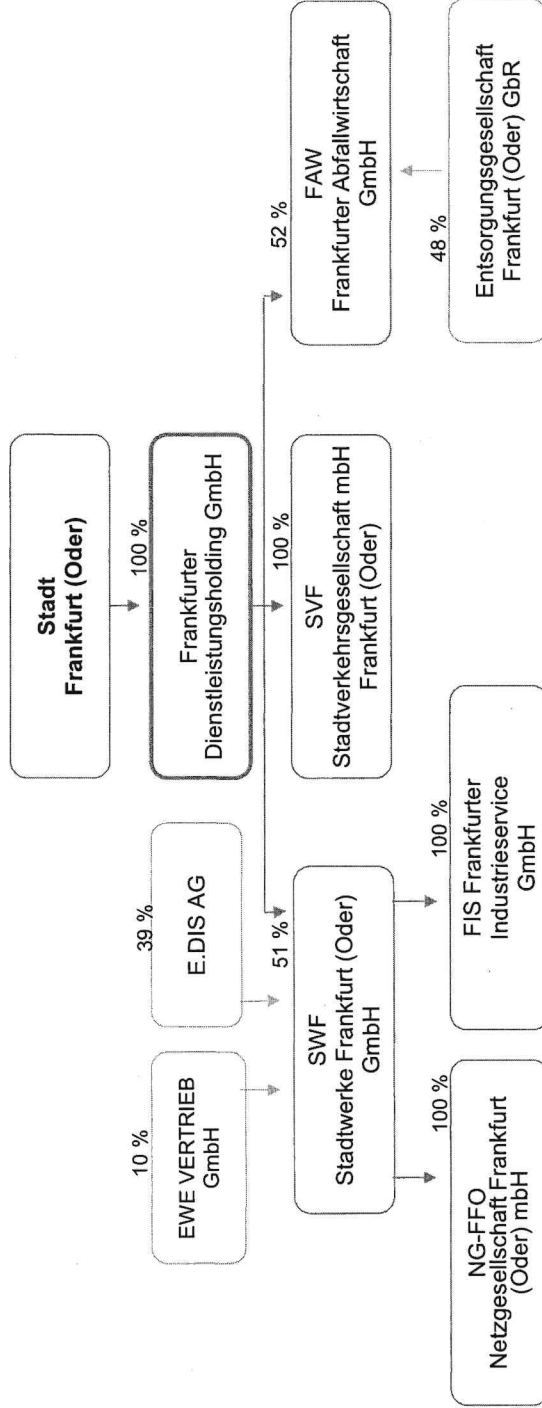 Stadt
Frankfurt (Oder)
100 %
Frankfurter
Dienstleistungsholding GmbH
10 %
EWE VERTRIEB
GmbH
39 %
E.DIS AG
51 %
SWF
Stadtwerke Frankfurt (Oder)
GmbH
100 %
SVF
Stadtverkehrsgesellschaft mbH
Frankfurt (Oder)
52 %
FAW
Frankfurter Abfallwirtschaft
GmbH
100 %
NG-FFO
Netzgesellschaft Frankfurt
(Oder) mbH
100 %
FIS Frankfurter
Industrieservice
GmbH
48 %
Entsorgungsgesellschaft
Frankfurt (Oder) GbR